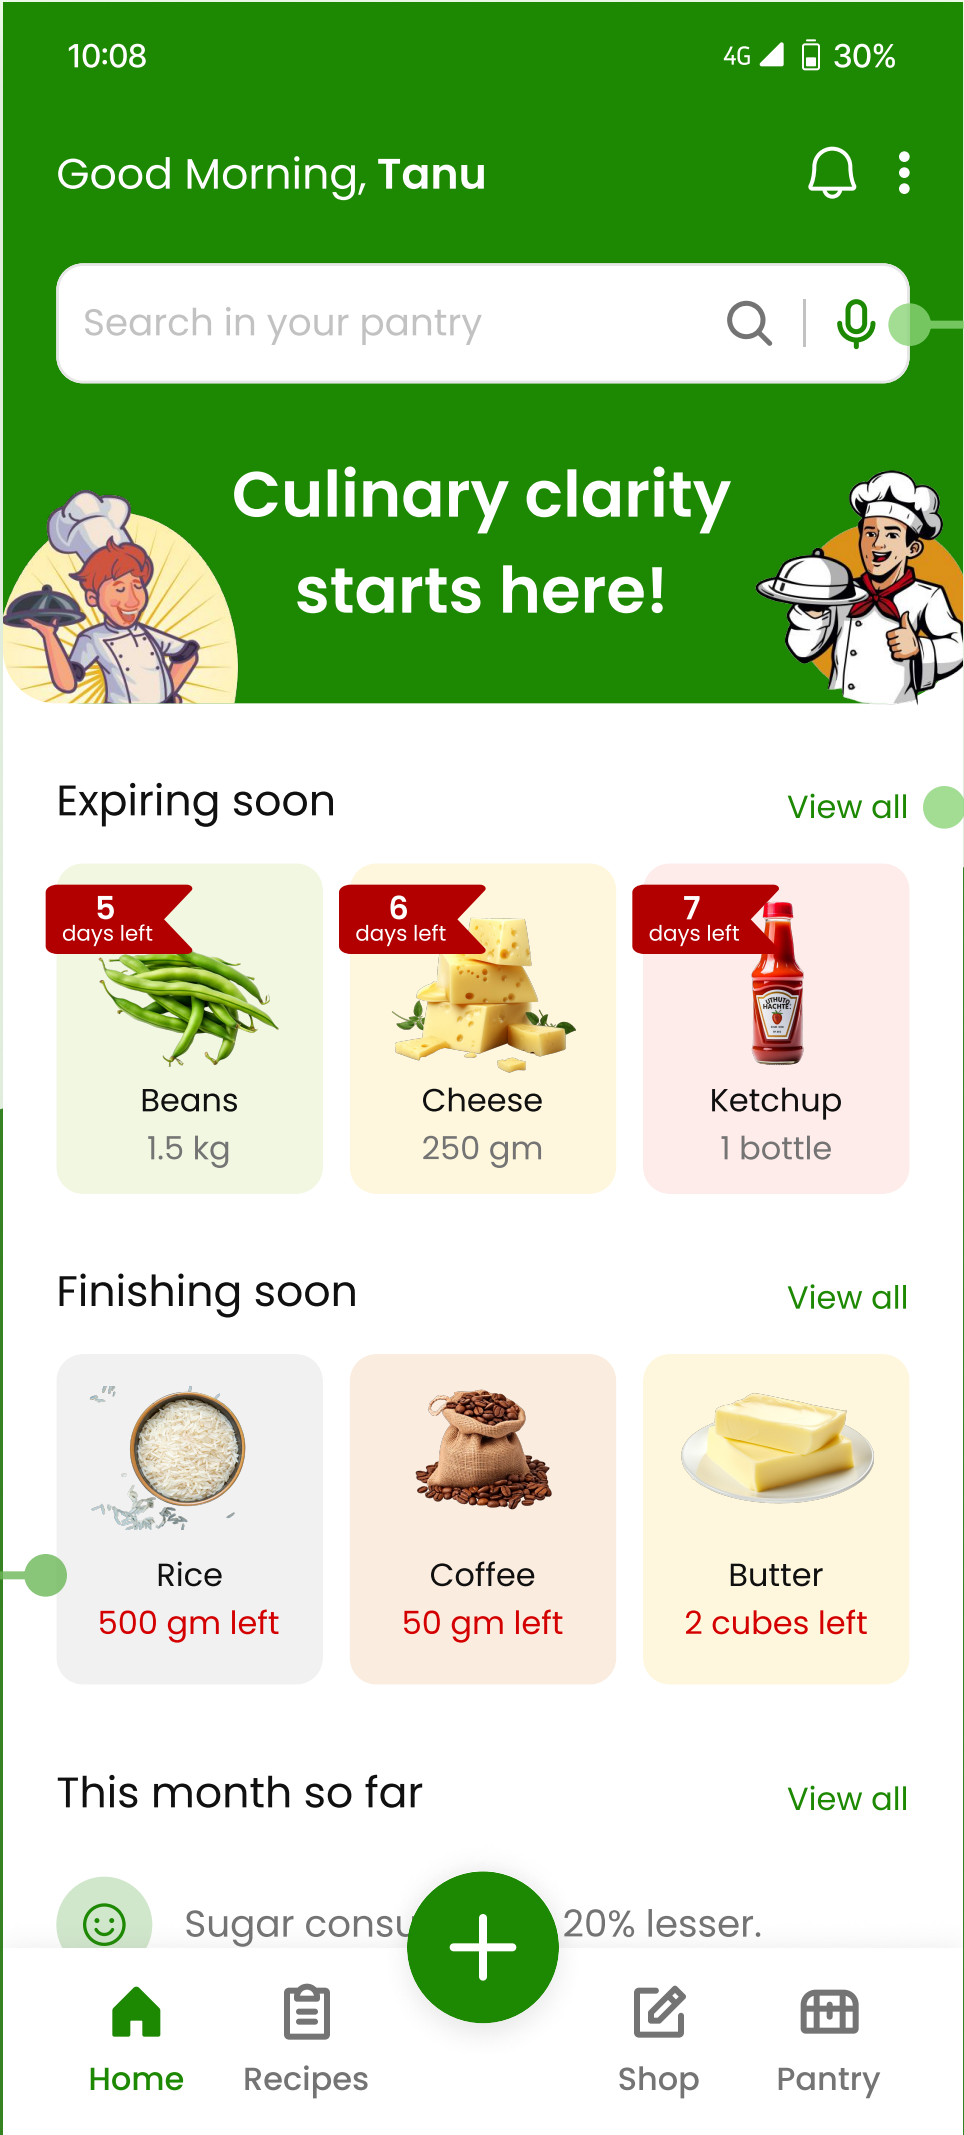 10:08
4G 30%
Good Morning, Tanu
Search in your pantry
Culinary clarity
starts here!
Expiring soon
View all
5
days left
6
days left
7
days left
Beans
Cheese
Ketchup
1.5 kg
250 gm
1 bottle
Finishing soon
View all
Rice
Coffee
Butter
500 gm left
50 gm left
2 cubes left
This month so far
View all
Sugar 20% lesser.
Home
Recipes
Shop
Pantry